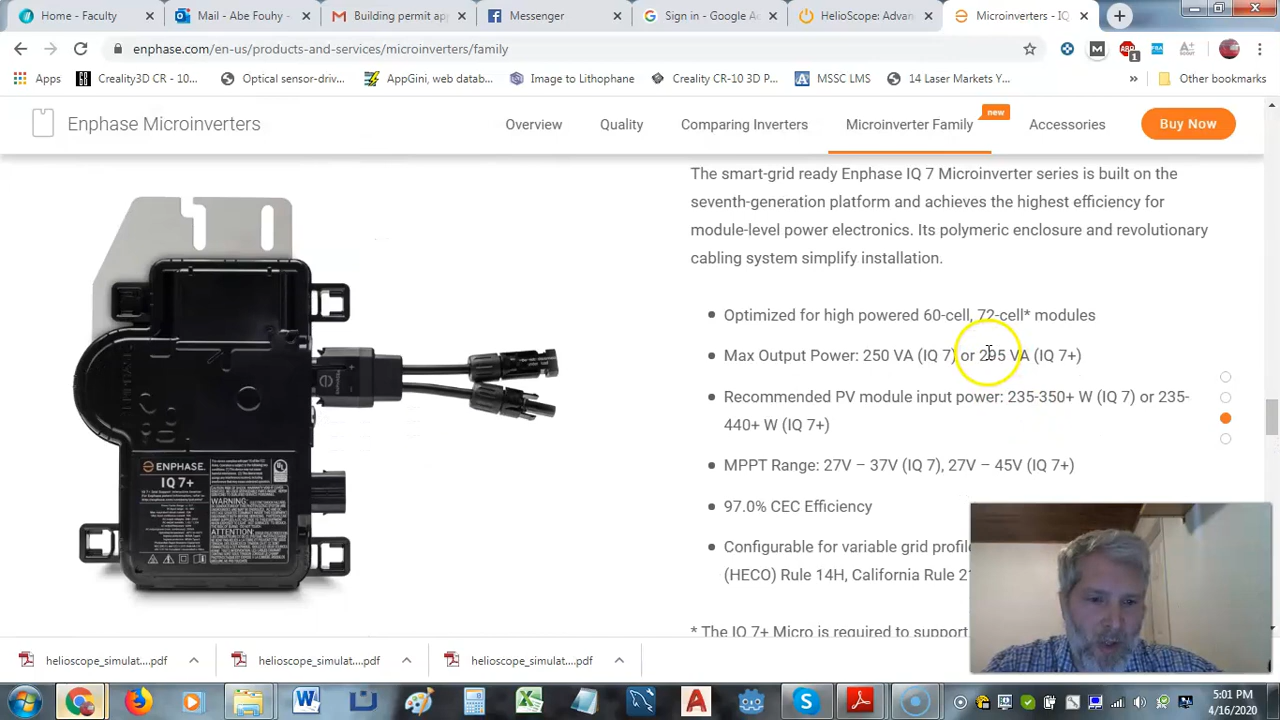 Home - Faculty
Mail - Abe Fouhy
Building permit ap
Messenger
Sign in - Google Ac
HelioScope: Advan
Microinverters - IQ
enphase.com/en-us/products-and-services/microinverters/family
Apps
Creality3D CR - 10...
Optical sensor-driv...
AppGini, web datab...
Image to Lithophane
Creality CR-10 3D P...
MSSC LMS
14 Laser Markets Y...
Other bookmarks
Enphase Microinverters
Overview
Quality
Comparing Inverters
Microinverter Family
new
Accessories
Buy Now
The smart-grid ready Enphase IQ 7 Microinverter series is built on the
seventh-generation platform and achieves the highest efficiency for
module-level power electronics. Its polymeric enclosure and revolutionary
cabling system simplify installation.
Optimized for high powered 60-cell, 72-cell* modules
Max Output Power: 250 VA (IQ 7) or 295 VA (IQ 7+)
Recommended PV module input power: 235-350+ W (IQ 7) or 235-
440+ W (IQ 7+)
MPPT Range: 27V – 37V (IQ 7), 27V – 45V (IQ 7+)
97.0% CEC Efficiency
Configurable for variable grid profile
(HECO) Rule 14H, California Rule 2
* The IQ 7+ Micro is required to support
ENPHASE.
IQ 7+
WARNING:
ATTENTION:
helioscope_simulat....pdf
helioscope_simulat....pdf
helioscope_simulat....pdf
5:01 PM
4/16/2020